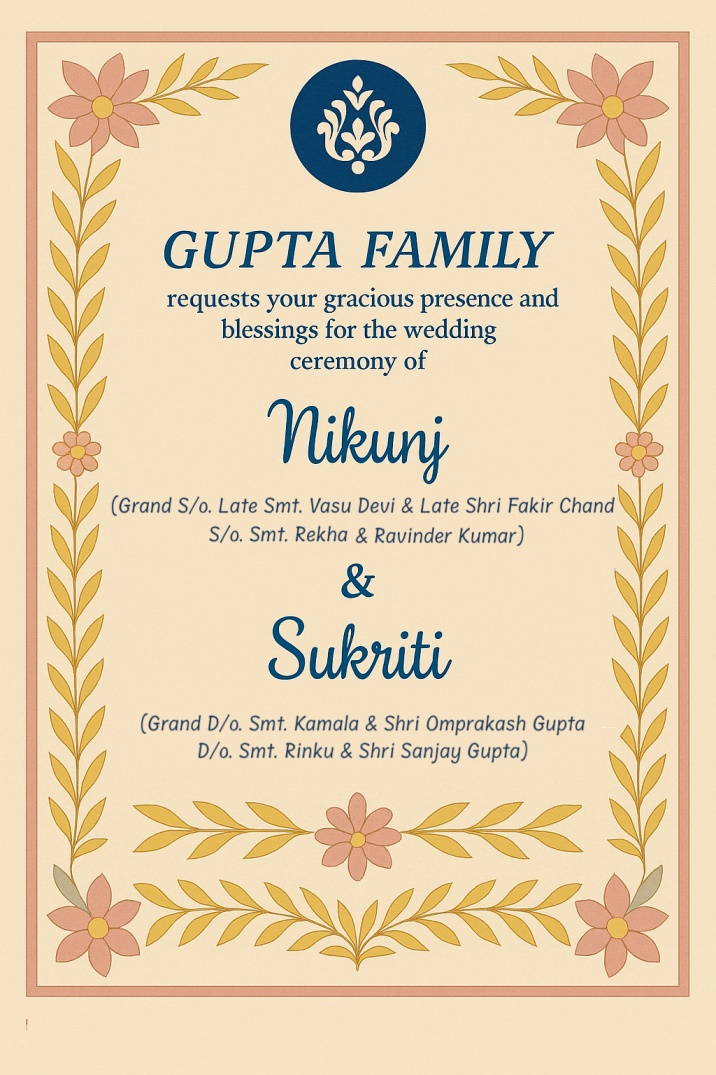 GUPTA FAMILY
requests your gracious presence and
blessings for the wedding
ceremony of
Nikunj
(Grand S/o. Late Smt. Vasu Devi & Late Shri Fakir Chand
S/o. Smt. Rekha & Ravinder Kumar)
&
Sukriti
(Grand D/o. Smt. Kamala & Shri Omprakash Gupta
D/o. Smt. Rinku & Shri Sanjay Gupta)